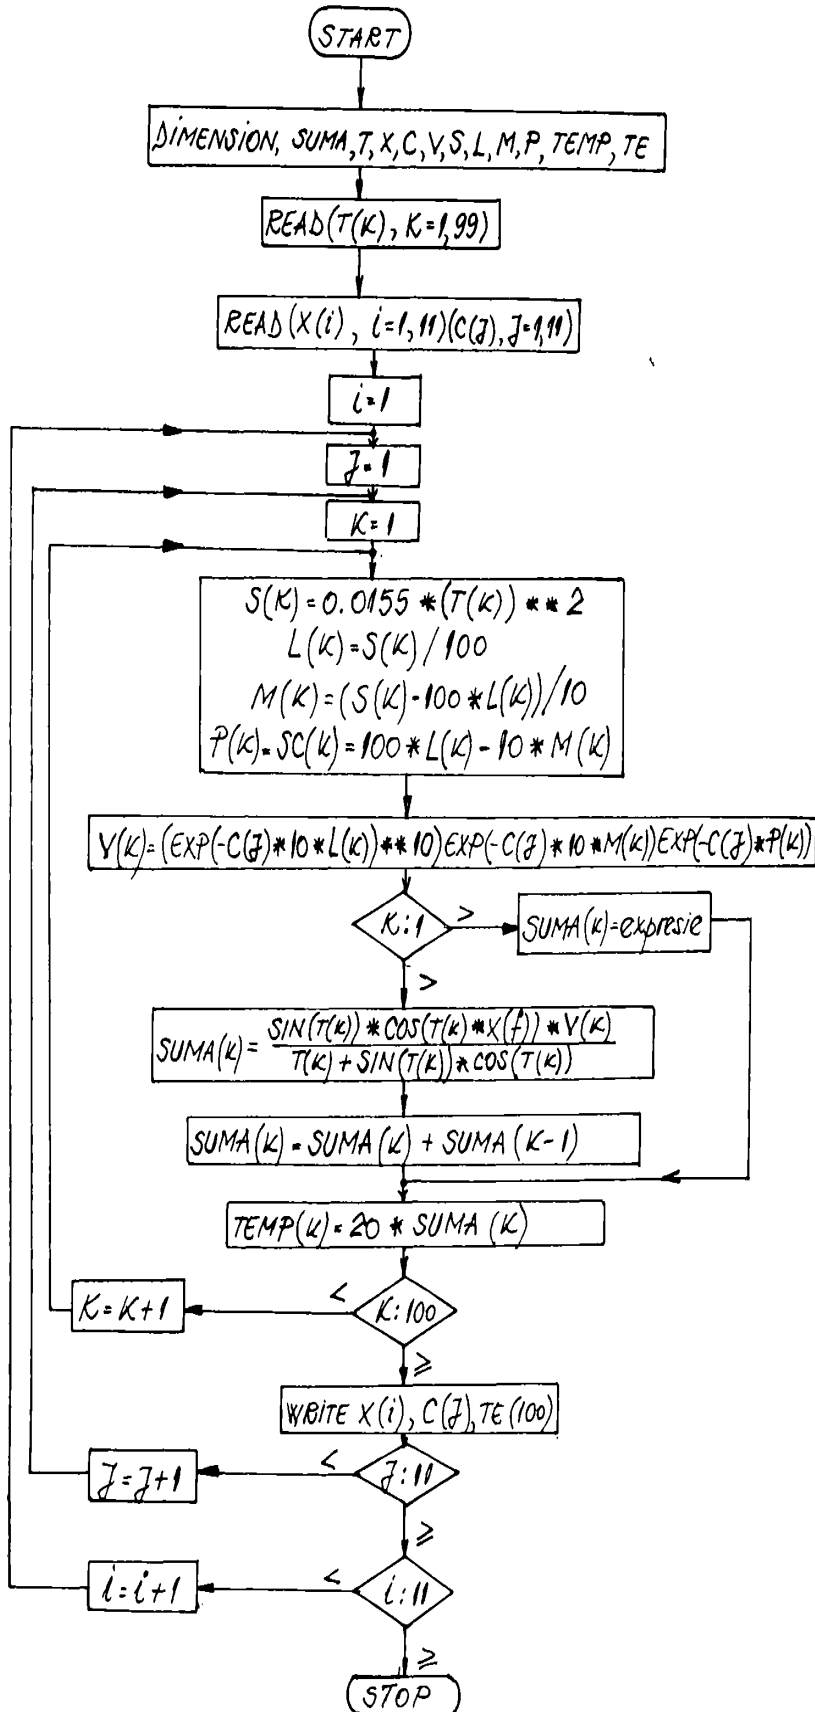 START
DIMENSION, SUMA, T, X, C, V, S, L, M, P, TEMP, TE
READ(T(K), K=1,99)
READ(X(i), i=1,11)(C(J), J=1,11)
i=1
J=1
K=1
S(K)=0.0155*(T(K))**2
L(K)=S(K)/100
M(K)=(S(K)-100*L(K))/10
P(K)=SC(K)=100*L(K)-10*M(K)
V(K)=(EXP(-C(J)*10*L(K))**10)EXP(-C(J)*10*M(K))EXP(-C(J)*P(K))
K:1
>
SUMA(K)=expresie
>
SUMA(K)=
SIN(T(K))*COS(T(K)*X(f))*V(K)
T(K)+SIN(T(K))*COS(T(K))
SUMA(K)=SUMA(K)+SUMA(K-1)
TEMP(K)=20*SUMA(K)
K=K+1
<
K:100
≥
WRITE X(i), C(J), TE(100)
J=J+1
<
J:11
≥
i=i+1
<
i:11
≥
STOP